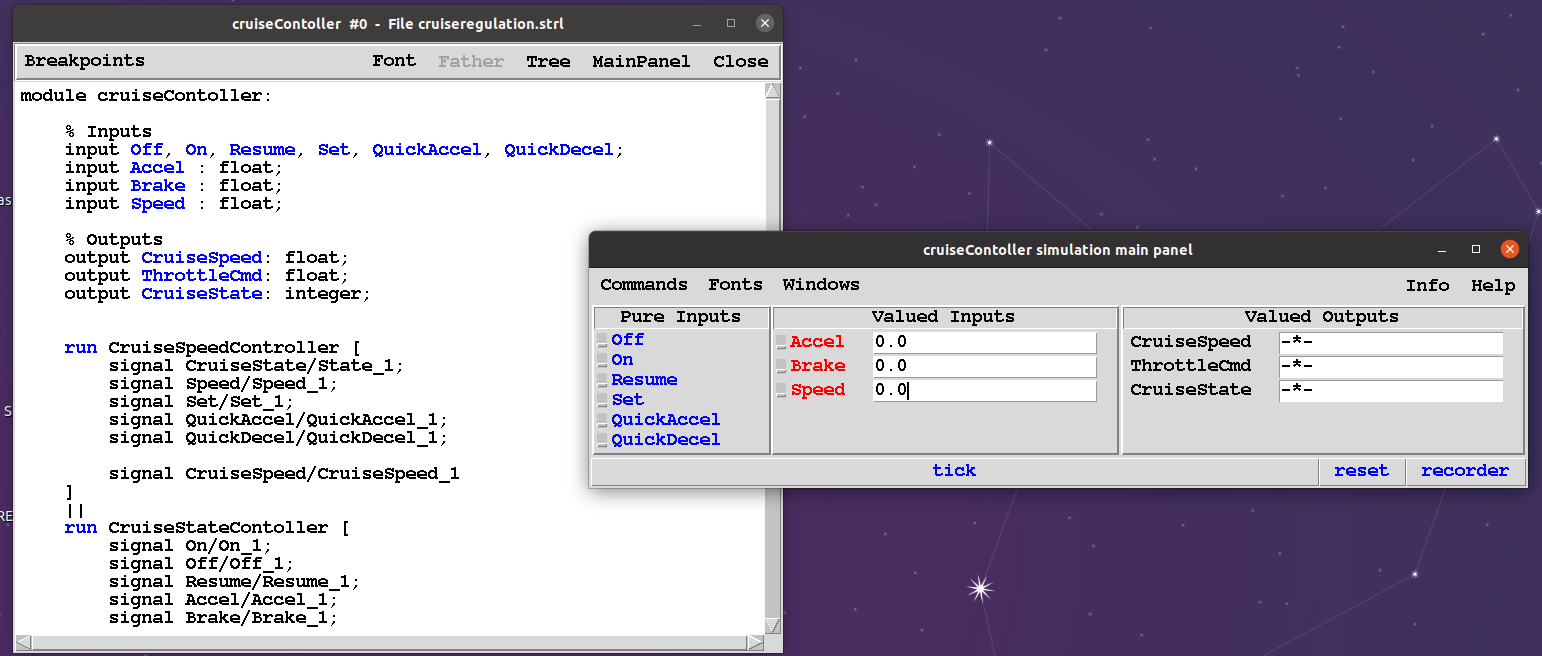 cruiseContoller #0 - File cruiseregulation.strl
Breakpoints Font Father Tree MainPanel Close
module cruiseContoller:
% Inputs
input Off, On, Resume, Set, QuickAccel, QuickDecel;
input Accel : float;
input Brake : float;
input Speed : float;
% Outputs
output CruiseSpeed: float;
output ThrottleCmd: float;
output CruiseState: integer;
run CruiseSpeedController [
signal CruiseState/State_1;
signal Speed/Speed_1;
signal Set/Set_1;
signal QuickAccel/QuickAccel_1;
signal QuickDecel/QuickDecel_1;
signal CruiseSpeed/CruiseSpeed_1
]
||
run CruiseStateContoller [
signal On/On_1;
signal Off/Off_1;
signal Resume/Resume_1;
signal Accel/Accel_1;
signal Brake/Brake_1;
cruiseContoller simulation main panel
Commands Fonts Windows Info Help
Pure Inputs
Off
On
Resume
Set
QuickAccel
QuickDecel
Valued Inputs
Accel 0.0
Brake 0.0
Speed 0.0
Valued Outputs
CruiseSpeed -*-
ThrottleCmd -*-
CruiseState -*-
tick reset recorder
as
S
RE